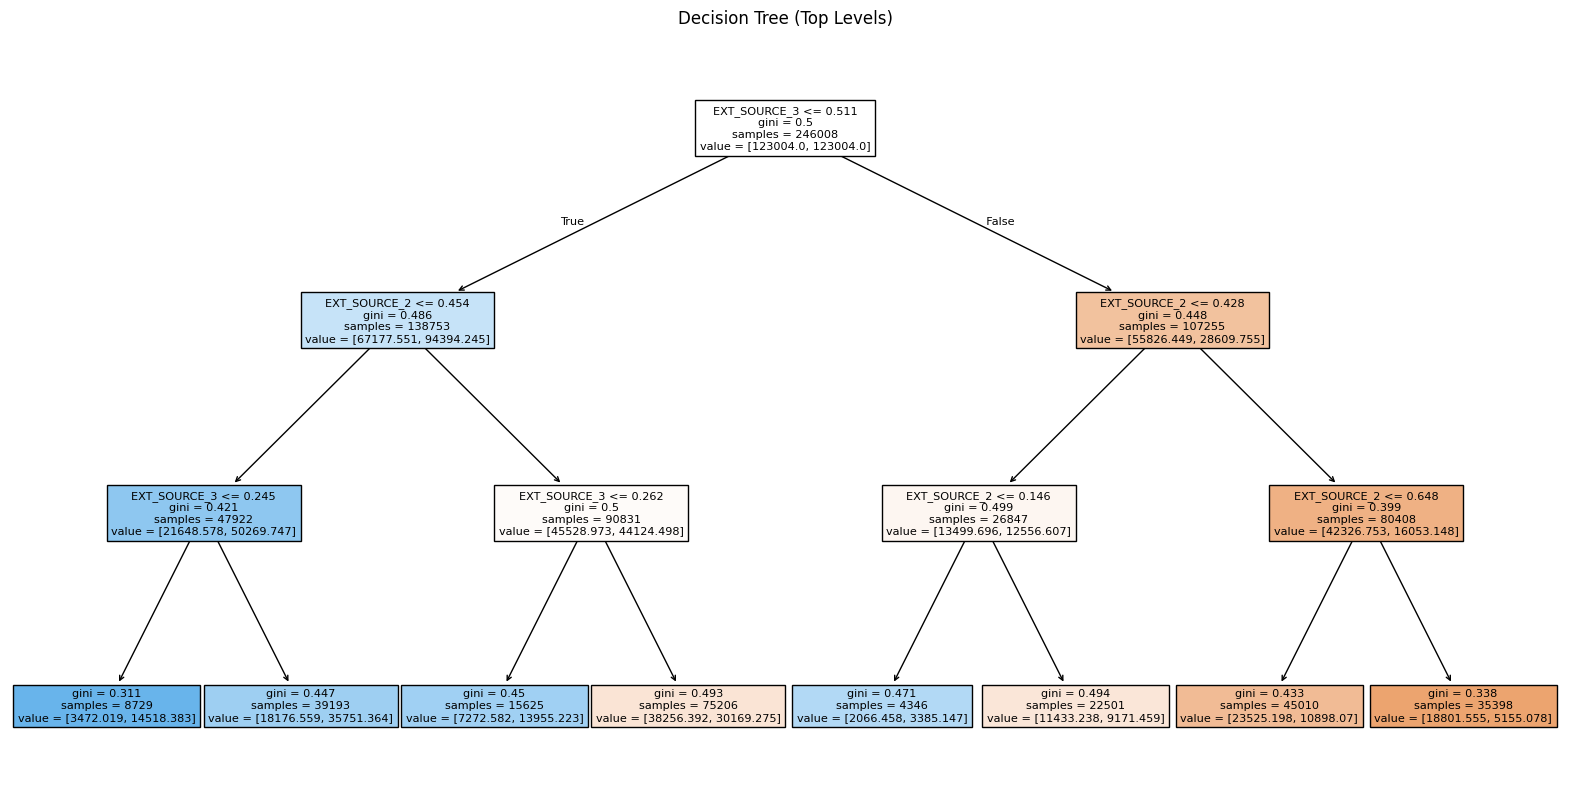 Decision Tree (Top Levels)
EXT_SOURCE_3 <= 0.511
gini = 0.5
samples = 246008
value = [123004.0, 123004.0]
True
False
EXT_SOURCE_2 <= 0.454
gini = 0.486
samples = 138753
value = [67177.551, 94394.245]
EXT_SOURCE_2 <= 0.428
gini = 0.448
samples = 107255
value = [55826.449, 28609.755]
EXT_SOURCE_3 <= 0.245
gini = 0.421
samples = 47922
value = [21648.578, 50269.747]
EXT_SOURCE_3 <= 0.262
gini = 0.5
samples = 90831
value = [45528.973, 44124.498]
EXT_SOURCE_2 <= 0.146
gini = 0.499
samples = 26847
value = [13499.696, 12556.607]
EXT_SOURCE_2 <= 0.648
gini = 0.399
samples = 80408
value = [42326.753, 16053.148]
gini = 0.311
samples = 8729
value = [3472.019, 14518.383]
gini = 0.447
samples = 39193
value = [18176.559, 35751.364]
gini = 0.45
samples = 15625
value = [7272.582, 13955.223]
gini = 0.493
samples = 75206
value = [38256.392, 30169.275]
gini = 0.471
samples = 4346
value = [2066.458, 3385.147]
gini = 0.494
samples = 22501
value = [11433.238, 9171.459]
gini = 0.433
samples = 45010
value = [23525.198, 10898.07]
gini = 0.338
samples = 35398
value = [18801.555, 5155.078]